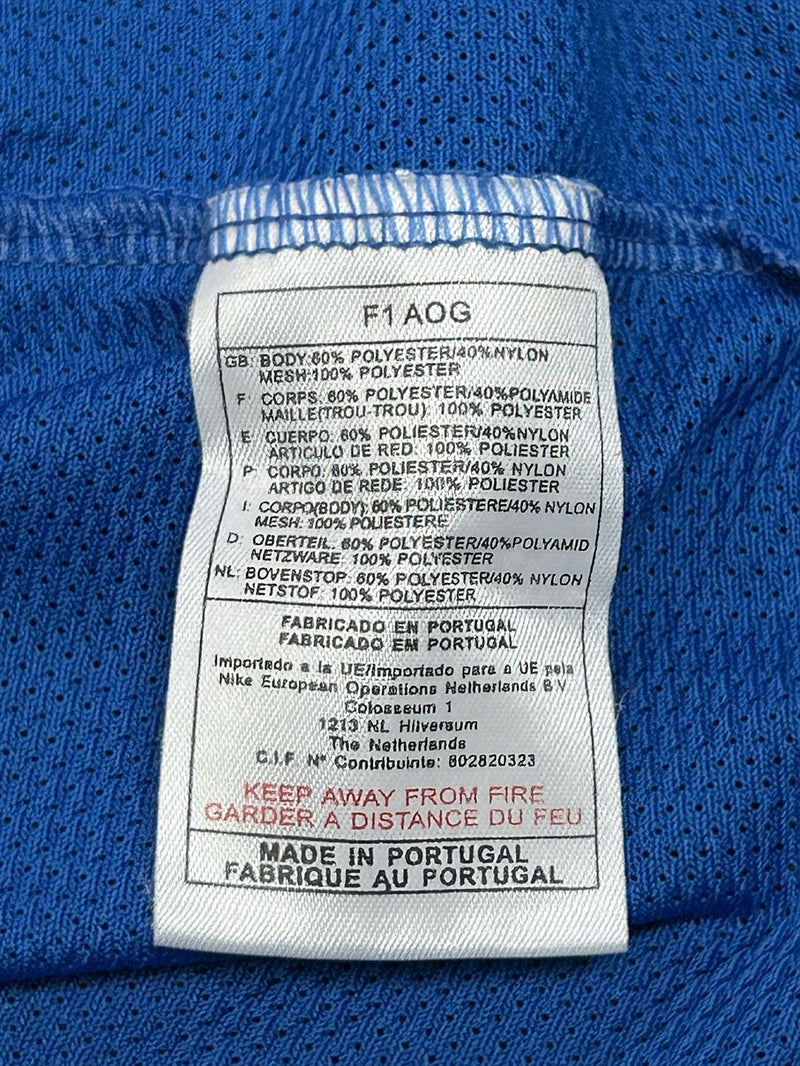 F1 AOG
GB: BODY:60% POLYESTER/40%NYLON
MESH:100% POLYESTER
F: CORPS: 60% POLYESTER/40%POLYAMIDE
MAILLE(TROU-TROU): 100% POLYESTER
E: CUERPO: 60% POLIESTER/40%NYLON
ARTICULO DE RED: 100% POLIESTER
P: CORPO: 60% POLIESTER/40% NYLON
ARTIGO DE REDE: 100% POLIESTER
I: CORPO(BODY): 60% POLIESTERE/40% NYLON
MESH: 100% POLIESTERE
D: OBERTEIL: 60% POLYESTER/40%POLYAMID
NETZWARE: 100% POLYESTER
NL: BOVENSTOP: 60% POLYESTER/40% NYLON
NETSTOF: 100% POLYESTER
FABRICADO EN PORTUGAL
FABRICADO EM PORTUGAL
Importado a la UE/Importado para a UE pela
Nike European Operations Netherlands B V
Colosseum 1
1213 NL Hilversum
The Netherlands
C.I.F. Nº Contribuinte: 802820323
KEEP AWAY FROM FIRE
GARDER A DISTANCE DU FEU
MADE IN PORTUGAL
FABRIQUE AU PORTUGAL